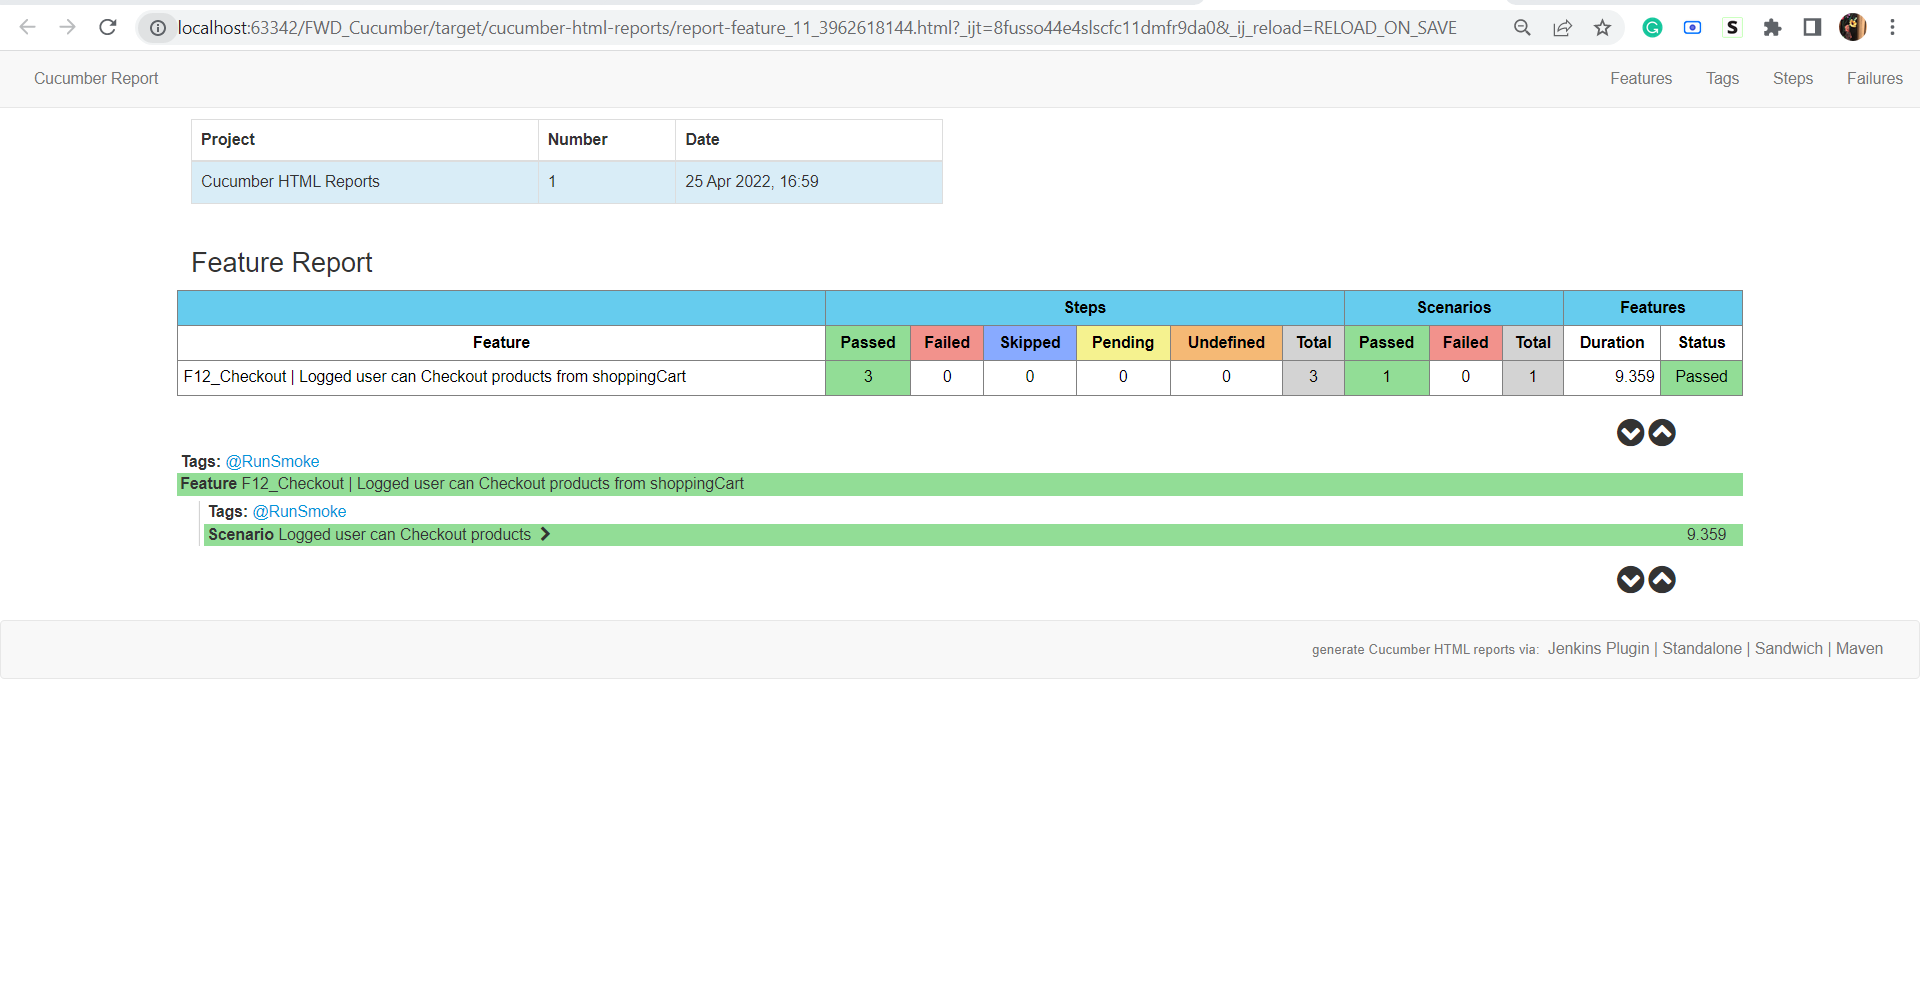 localhost:63342/FWD_Cucumber/target/cucumber-html-reports/report-feature_11_3962618144.html?_ijt=8fusso44e4slscfc11dmfr9da0&_ij_reload=RELOAD_ON_SAVE
S
Cucumber Report Features Tags Steps Failures
Project Number Date
Cucumber HTML Reports 1 25 Apr 2022, 16:59
Feature Report
Steps Scenarios Features
Feature Passed Failed Skipped Pending Undefined Total Passed Failed Total Duration Status
F12_Checkout | Logged user can Checkout products from shoppingCart 3 0 0 0 0 3 1 0 1 9.359 Passed
Tags: @RunSmoke
Feature F12_Checkout | Logged user can Checkout products from shoppingCart
Tags: @RunSmoke
Scenario Logged user can Checkout products 9.359
generate Cucumber HTML reports via: Jenkins Plugin | Standalone | Sandwich | Maven